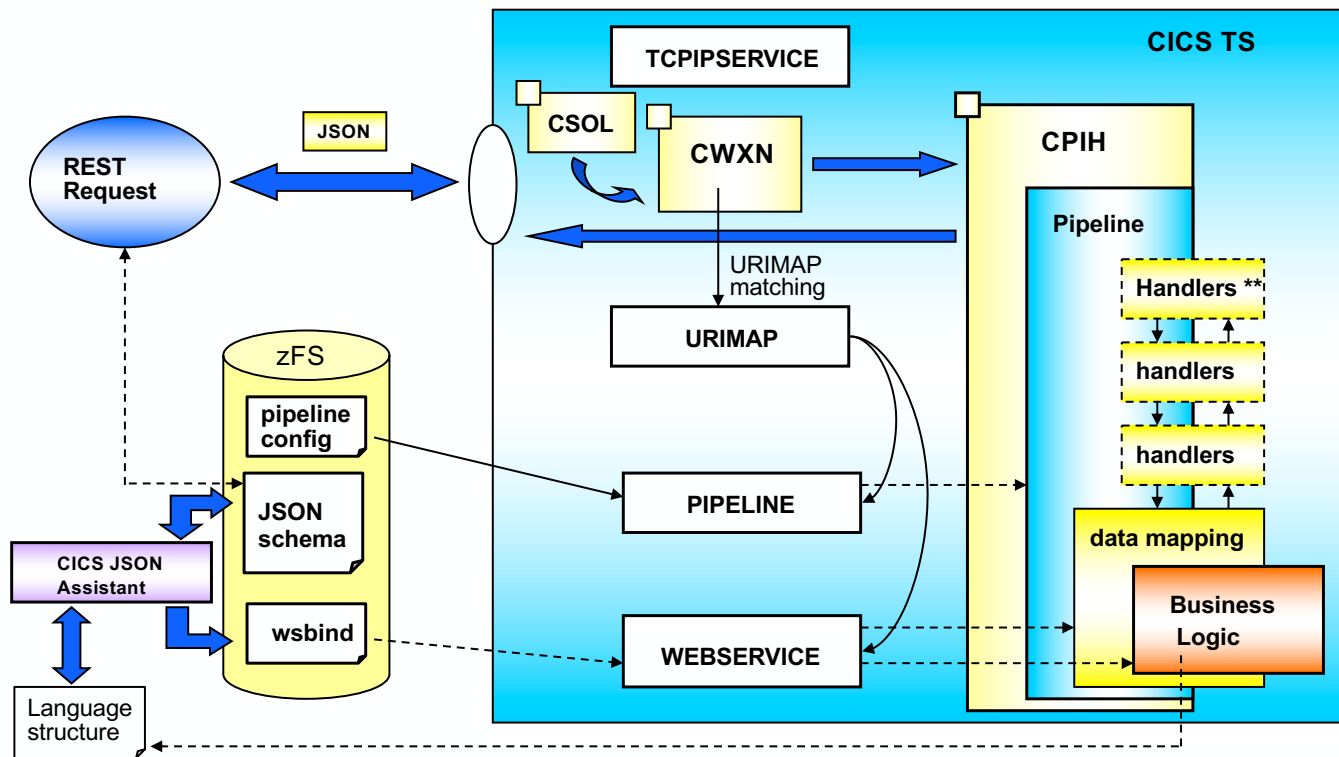 CICS TS
TCPIPSERVICE
CSOL
JSON
REST
Request
CWXN
CPIH
Pipeline
URIMAP
matching
Handlers **
URIMAP
zFS
handlers
pipeline
config
handlers
PIPELINE
JSON
schema
data mapping
CICS JSON
Assistant
Business
Logic
wsbind
WEBSERVICE
Language
structure